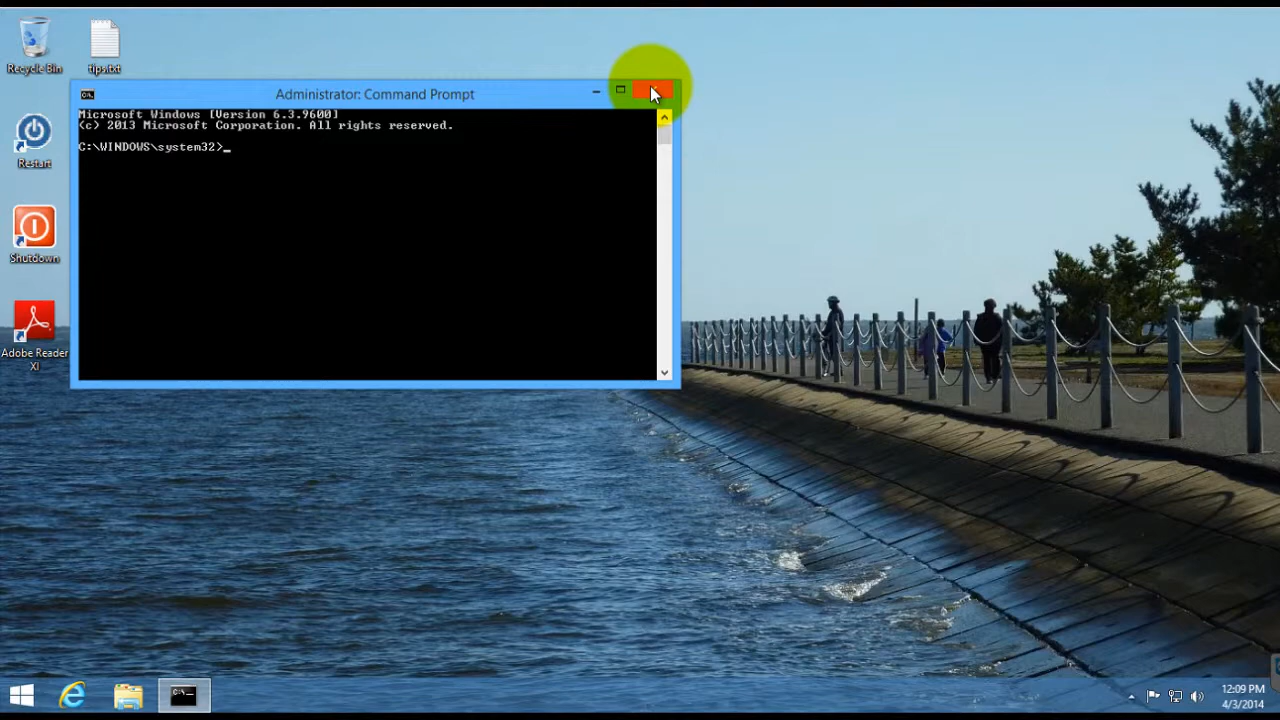 Recycle Bin
tips.txt
Administrator: Command Prompt
Microsoft Windows [Version 6.3.9600]
(c) 2013 Microsoft Corporation. All rights reserved.
C:\WINDOWS\system32>_
Restart
Shutdown
Adobe Reader
XI
12:09 PM
4/3/2014